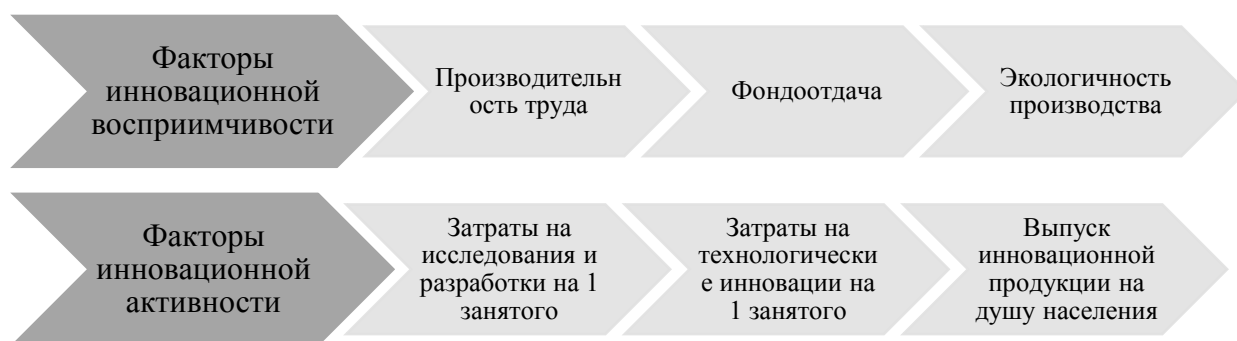 Факторы
инновационной
восприимчивости
Производительн
ость труда
Фондоотдача
Экологичность
производства
Факторы
инновационной
активности
Затраты на
исследования и
разработки на 1
занятого
Затраты на
технологически
е инновации на
1 занятого
Выпуск
инновационной
продукции на
душу населения